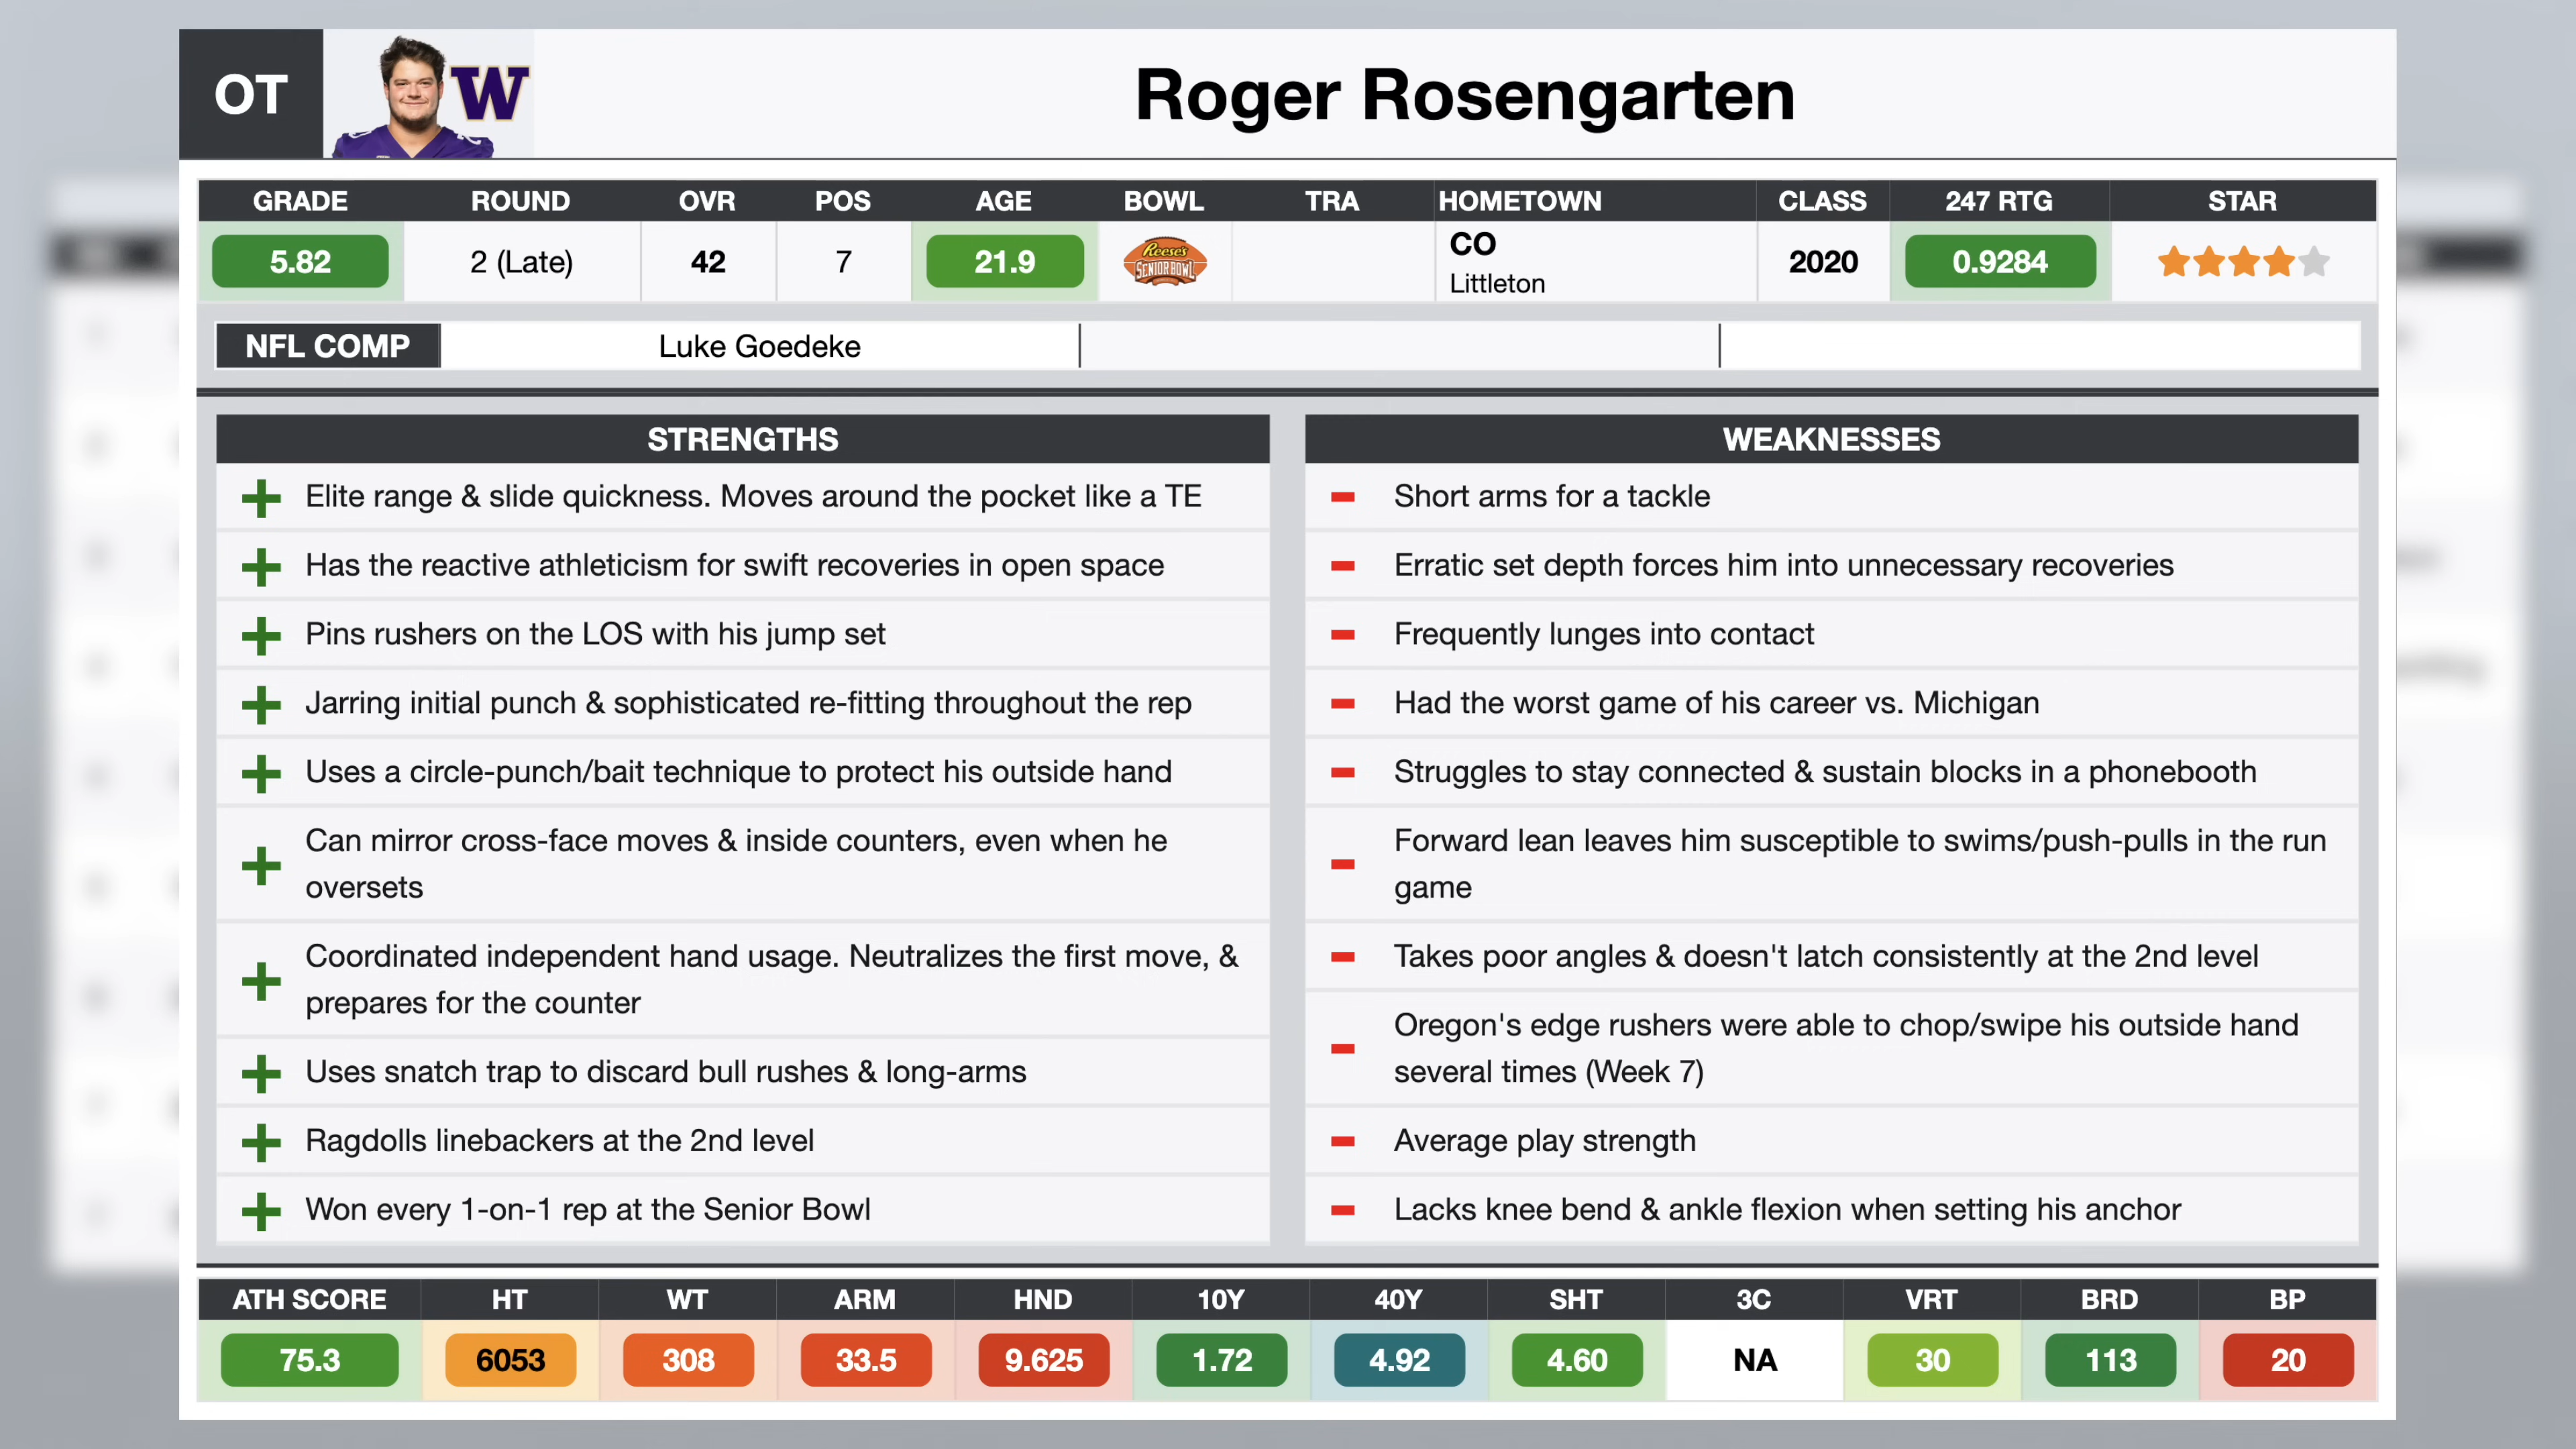 OT
W
Roger Rosengarten
GRADE ROUND OVR POS AGE BOWL TRA HOMETOWN CLASS 247 RTG STAR
5.82 2 (Late) 42 7 21.9 Reese's SENIOR BOWL CO Littleton 2020 0.9284
NFL COMP Luke Goedeke
STRENGTHS
Elite range & slide quickness. Moves around the pocket like a TE
Has the reactive athleticism for swift recoveries in open space
Pins rushers on the LOS with his jump set
Jarring initial punch & sophisticated re-fitting throughout the rep
Uses a circle-punch/bait technique to protect his outside hand
Can mirror cross-face moves & inside counters, even when he
oversets
Coordinated independent hand usage. Neutralizes the first move, &
prepares for the counter
Uses snatch trap to discard bull rushes & long-arms
Ragdolls linebackers at the 2nd level
Won every 1-on-1 rep at the Senior Bowl
WEAKNESSES
Short arms for a tackle
Erratic set depth forces him into unnecessary recoveries
Frequently lunges into contact
Had the worst game of his career vs. Michigan
Struggles to stay connected & sustain blocks in a phonebooth
Forward lean leaves him susceptible to swims/push-pulls in the run
game
Takes poor angles & doesn't latch consistently at the 2nd level
Oregon's edge rushers were able to chop/swipe his outside hand
several times (Week 7)
Average play strength
Lacks knee bend & ankle flexion when setting his anchor
ATH SCORE HT WT ARM HND 10Y 40Y SHT 3C VRT BRD BP
75.3 6053 308 33.5 9.625 1.72 4.92 4.60 NA 30 113 20